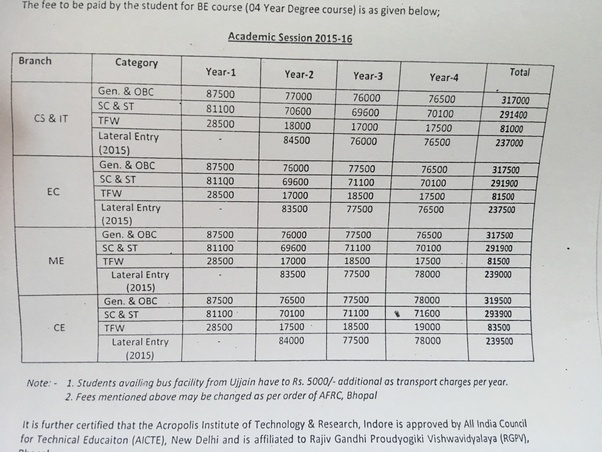 The fee to be paid by the student for BE course (04 Year Degree course) is as given below;
Academic Session 2015-16
Branch Category Year-1 Year-2 Year-3 Year-4 Total
CS & IT
Gen. & OBC 87500 77000 76000 76500 317000
SC & ST 81100 70600 69600 70100 291400
TFW 28500 18000 17000 17500 81000
Lateral Entry - 84500 76000 76500 237000
(2015)
EC
Gen. & OBC 87500 76000 77500 76500 317500
SC & ST 81100 69600 71100 70100 291900
TFW 28500 17000 18500 17500 81500
Lateral Entry - 83500 77500 76500 237500
(2015)
ME
Gen. & OBC 87500 76000 77500 76500 317500
SC & ST 81100 69600 71100 70100 291900
TFW 28500 17000 18500 17500 81500
Lateral Entry - 83500 77500 78000 239000
(2015)
CE
Gen. & OBC 87500 76500 77500 78000 319500
SC & ST 81100 70100 71100 71600 293900
TFW 28500 17500 18500 19000 83500
Lateral Entry - 84000 77500 78000 239500
(2015)
Note: - 1. Students availing bus facility from Ujjain have to Rs. 5000/- additional as transport charges per year.
2. Fees mentioned above may be changed as per order of AFRC, Bhopal
It is further certified that the Acropolis Institute of Technology & Research, Indore is approved by All India Council
for Technical Educaiton (AICTE), New Delhi and is affiliated to Rajiv Gandhi Proudyogiki Vishwavidyalaya (RGPV),